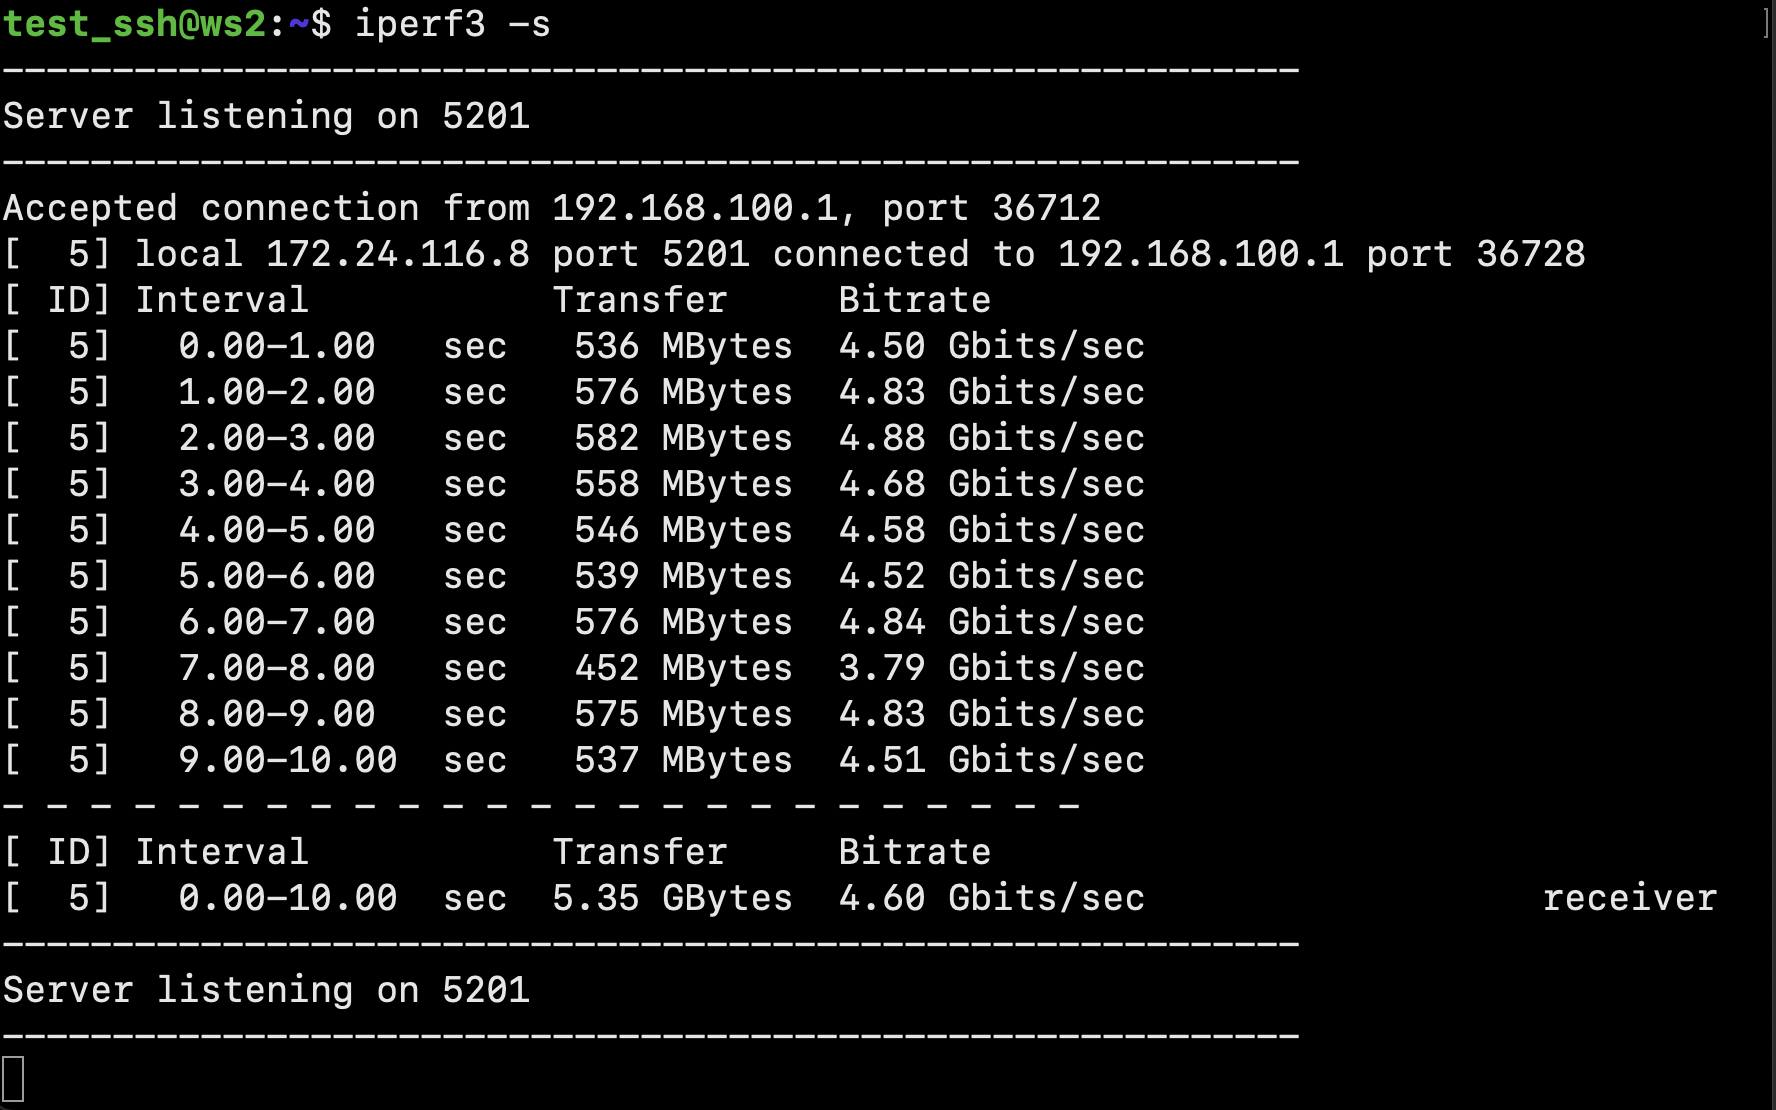 test_ssh@ws2:~$ iperf3 -s
-----------------------------------------------------------
Server listening on 5201
-----------------------------------------------------------
Accepted connection from 192.168.100.1, port 36712
[  5] local 172.24.116.8 port 5201 connected to 192.168.100.1 port 36728
[ ID] Interval           Transfer     Bitrate
[  5]   0.00-1.00   sec   536 MBytes  4.50 Gbits/sec
[  5]   1.00-2.00   sec   576 MBytes  4.83 Gbits/sec
[  5]   2.00-3.00   sec   582 MBytes  4.88 Gbits/sec
[  5]   3.00-4.00   sec   558 MBytes  4.68 Gbits/sec
[  5]   4.00-5.00   sec   546 MBytes  4.58 Gbits/sec
[  5]   5.00-6.00   sec   539 MBytes  4.52 Gbits/sec
[  5]   6.00-7.00   sec   576 MBytes  4.84 Gbits/sec
[  5]   7.00-8.00   sec   452 MBytes  3.79 Gbits/sec
[  5]   8.00-9.00   sec   575 MBytes  4.83 Gbits/sec
[  5]   9.00-10.00  sec   537 MBytes  4.51 Gbits/sec
- - - - - - - - - - - - - - - - - - - - - - - - -
[ ID] Interval           Transfer     Bitrate
[  5]   0.00-10.00  sec  5.35 GBytes  4.60 Gbits/sec                  receiver
-----------------------------------------------------------
Server listening on 5201
-----------------------------------------------------------